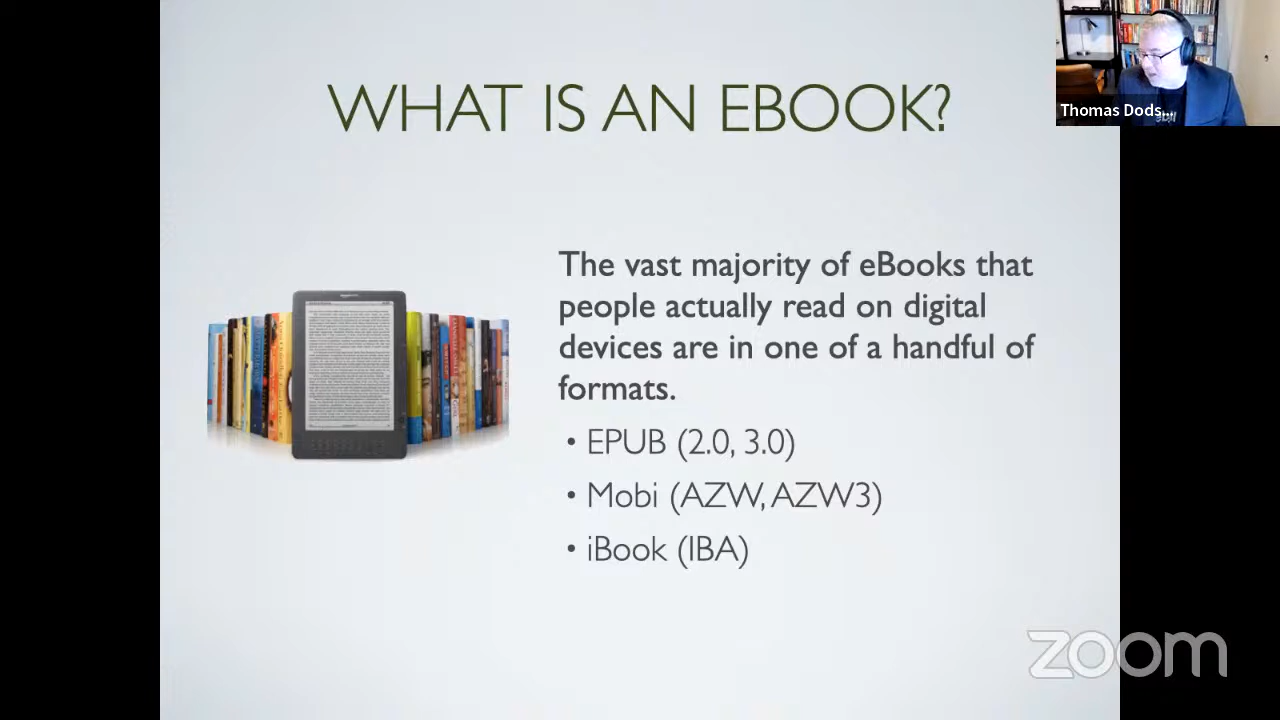 WHAT IS AN EBOOK?
Thomas Dods...
The vast majority of eBooks that
people actually read on digital
devices are in one of a handful of
formats.
• EPUB (2.0, 3.0)
• Mobi (AZW, AZW3)
• iBook (IBA)
zoom